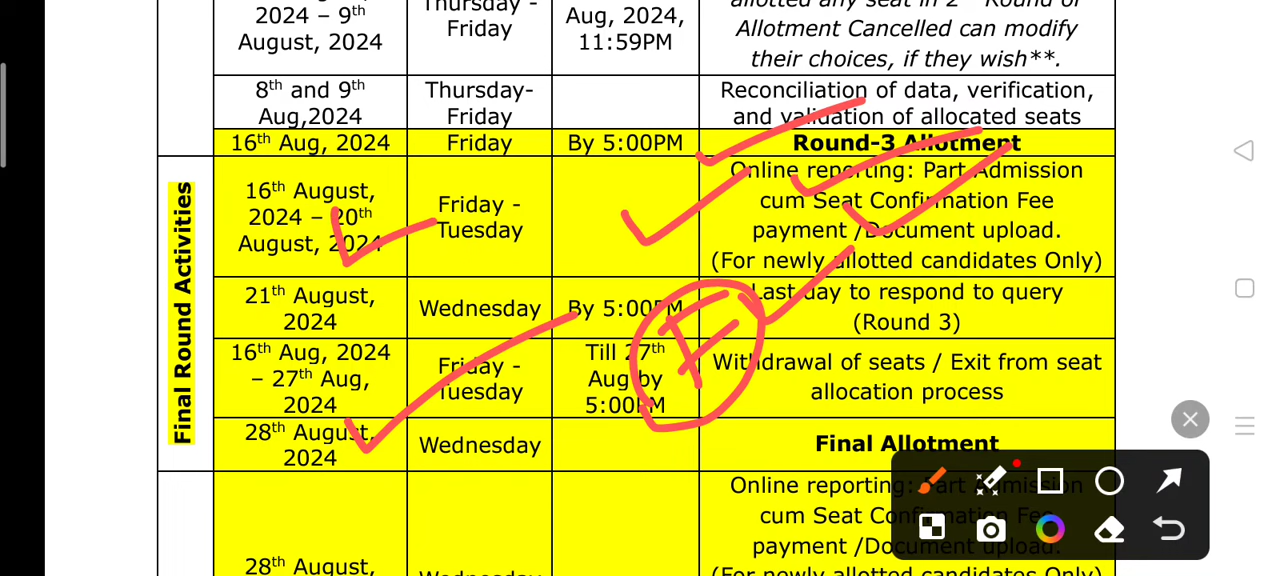 2024 – 9th
August, 2024
Thursday -
Friday
Aug, 2024,
11:59PM
Allotment Cancelled can modify
their choices, if they wish**.
8th and 9th
Aug,2024
Thursday-
Friday
Reconciliation of data, verification,
and validation of allocated seats
16th Aug, 2024
Friday
By 5:00PM
Round-3 Allotment
Final Round Activities
16th August,
2024 – 20th
August, 2024
Friday -
Tuesday
Online reporting: Part Admission
cum Seat Confirmation Fee
payment /Document upload.
(For newly allotted candidates Only)
21th August,
2024
Wednesday
By 5:00PM
Last day to respond to query
(Round 3)
16th Aug, 2024
– 27th Aug,
2024
Friday -
Tuesday
Till 27th
Aug by
5:00PM
Withdrawal of seats / Exit from seat
allocation process
28th August,
2024
Wednesday
Final Allotment
28th August,
Wednesday
Online reporting: Part Admission
cum Seat Confirmation Fee
payment /Document upload.
(For newly allotted candidates Only)